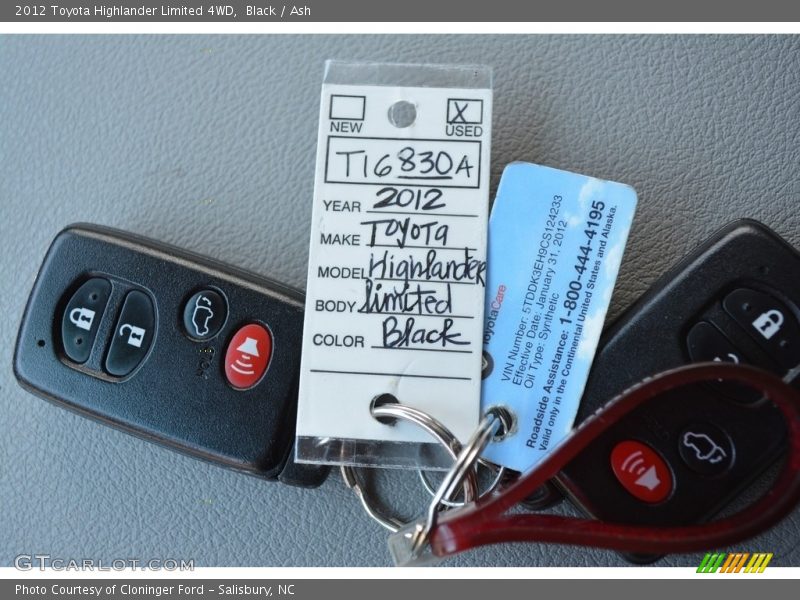 2012 Toyota Highlander Limited 4WD, Black / Ash
NEW
X
USED
T16830A
YEAR 2012
MAKE Toyota
MODEL Highlander
BODY Limited
COLOR Black
ToyotaCare
VIN Number: 5TDDK3EH9CS124233
Effective Date: January 31, 2012
Oil Type: Synthetic
Roadside Assistance: 1-800-444-4195
Valid only in the Continental United States and Alaska.
GTCARLOT.COM
Photo Courtesy of Cloninger Ford – Salisbury, NC